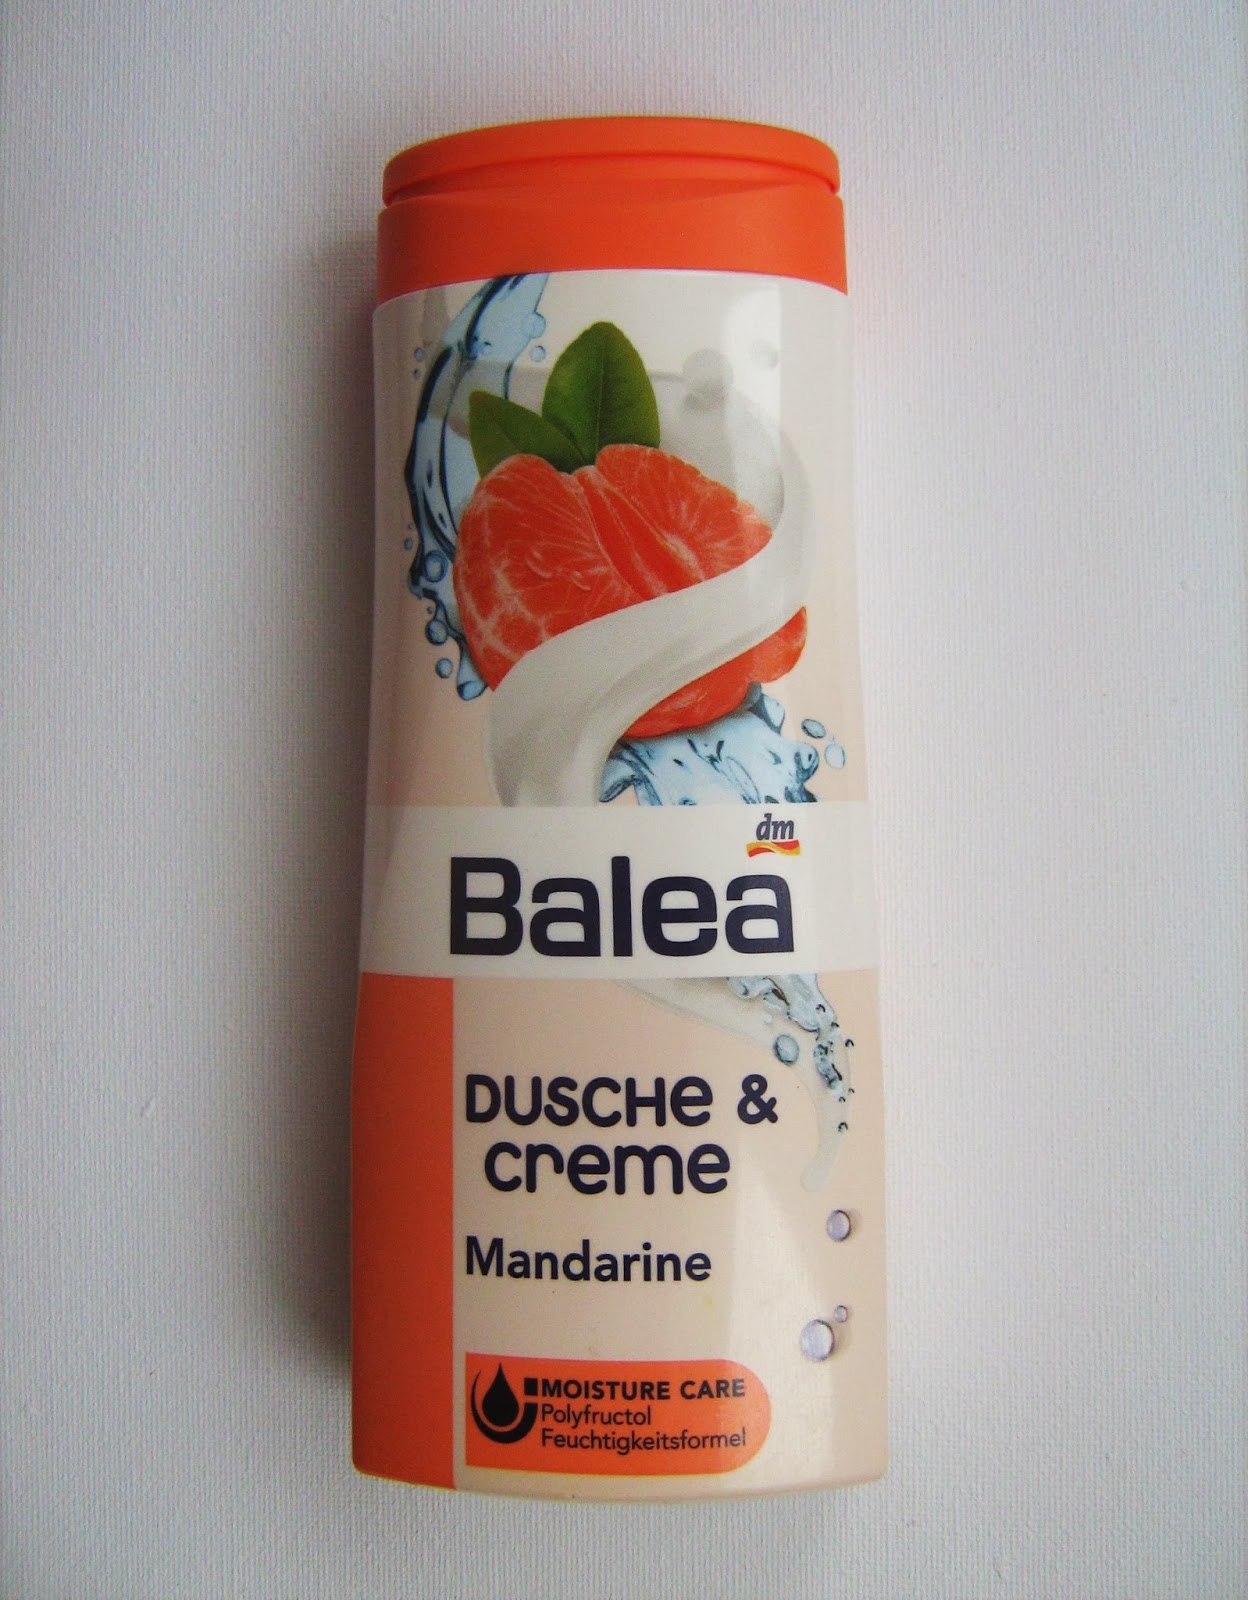 dm
Balea
DUSCHe &
creme
Mandarine
MOISTURE CARE
Polyfructol
Feuchtigkeitsformel